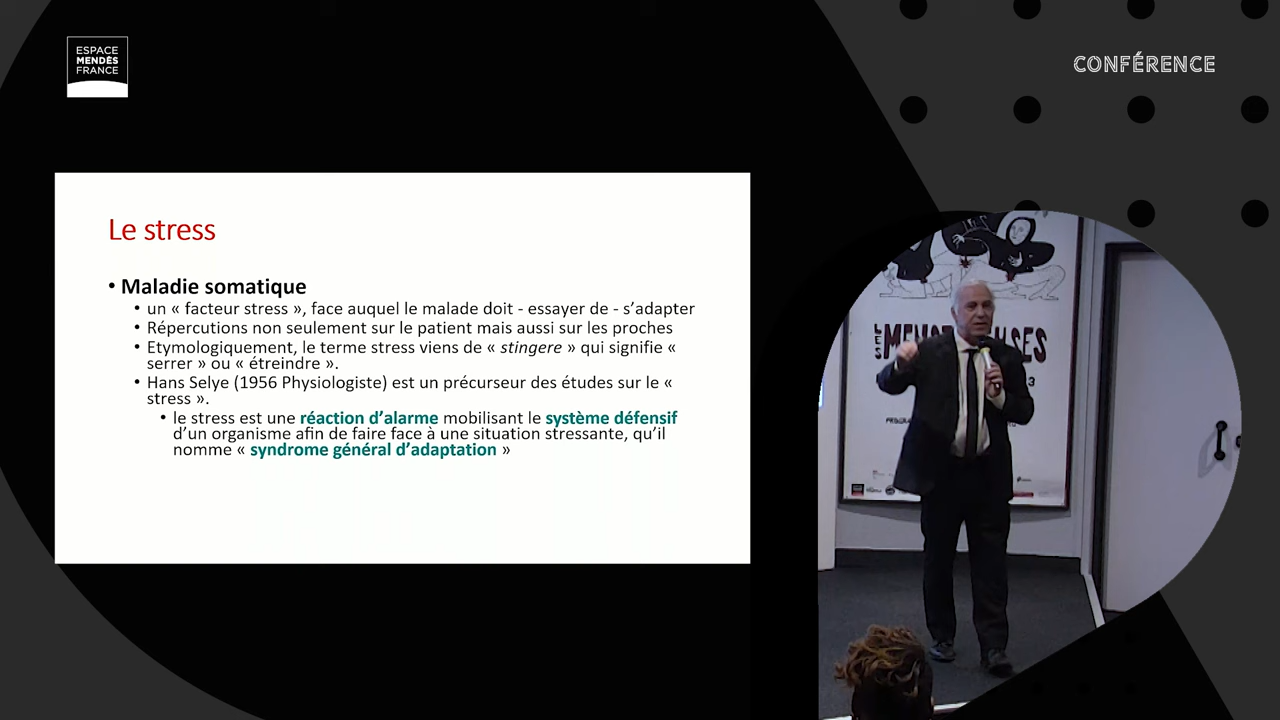 ESPACE
MENDÈS
FRANCE
CONFÉRENCE
Le stress
• Maladie somatique
• un « facteur stress », face auquel le malade doit - essayer de - s’adapter
• Répercutions non seulement sur le patient mais aussi sur les proches
• Etymologiquement, le terme stress viens de « stingere » qui signifie «
serrer » ou « étreindre ».
• Hans Selye (1956 Physiologiste) est un précurseur des études sur le «
stress ».
• le stress est une réaction d’alarme mobilisant le système défensif
d’un organisme afin de faire face à une situation stressante, qu’il
nomme « syndrome général d’adaptation »
LES